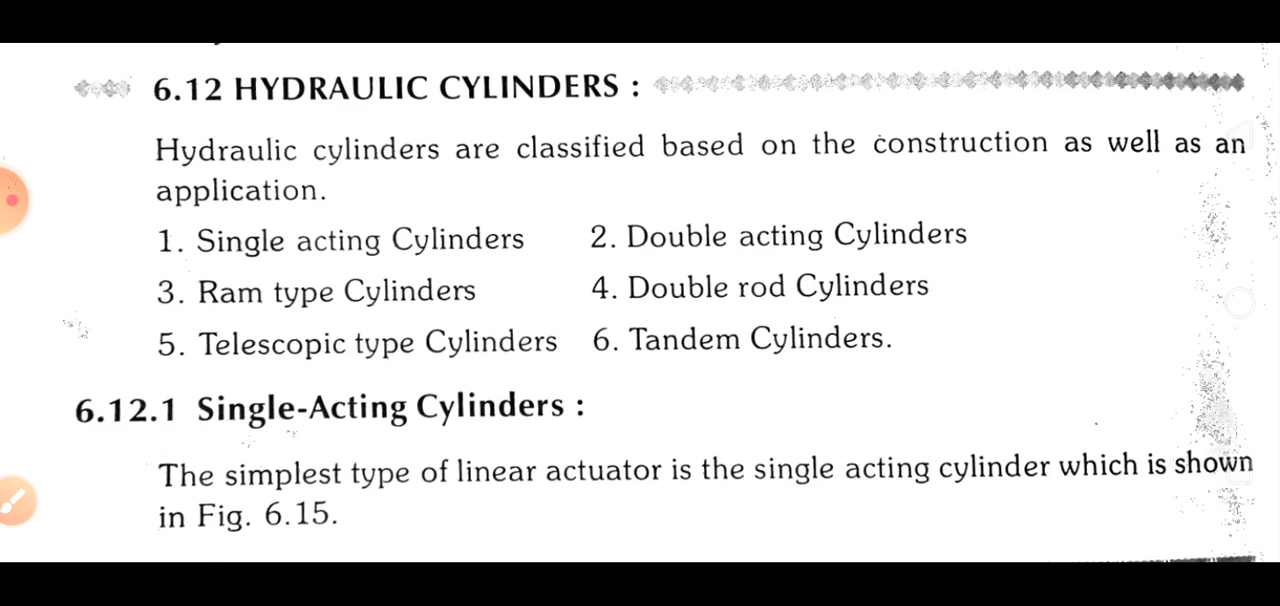 6.12 HYDRAULIC CYLINDERS :
Hydraulic cylinders are classified based on the construction as well as an
application.
1. Single acting Cylinders 2. Double acting Cylinders
3. Ram type Cylinders 4. Double rod Cylinders
5. Telescopic type Cylinders 6. Tandem Cylinders.
6.12.1 Single-Acting Cylinders :
The simplest type of linear actuator is the single acting cylinder which is shown
in Fig. 6.15.